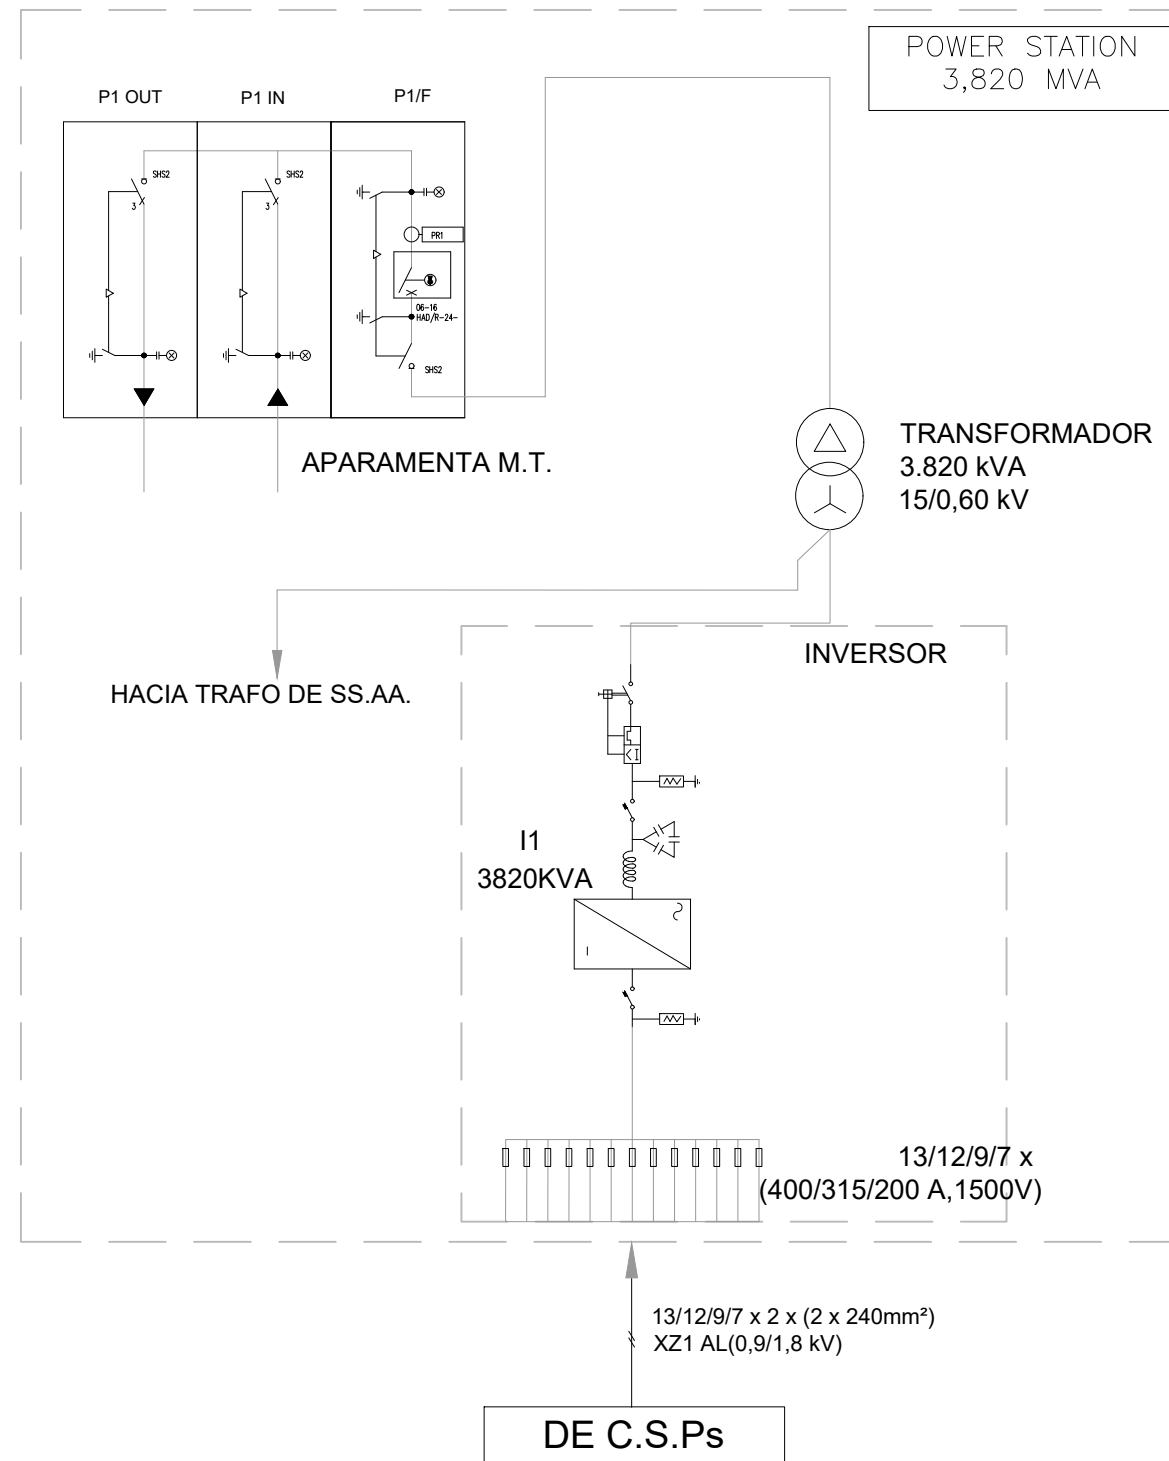 POWER STATION
3,820 MVA
P1 OUT
P1 IN
P1/F
SHS2
3
SHS2
3
PR1
06-16
HAD/R-24-
SHS2
APARAMENTA M.T.
TRANSFORMADOR
3.820 kVA
15/0,60 kV
HACIA TRAFO DE SS.AA.
INVERSOR
< I
I1
3820KVA
13/12/9/7 x
(400/315/200 A,1500V)
13/12/9/7 x 2 x (2 x 240mm²)
XZ1 AL(0,9/1,8 kV)
DE C.S.Ps